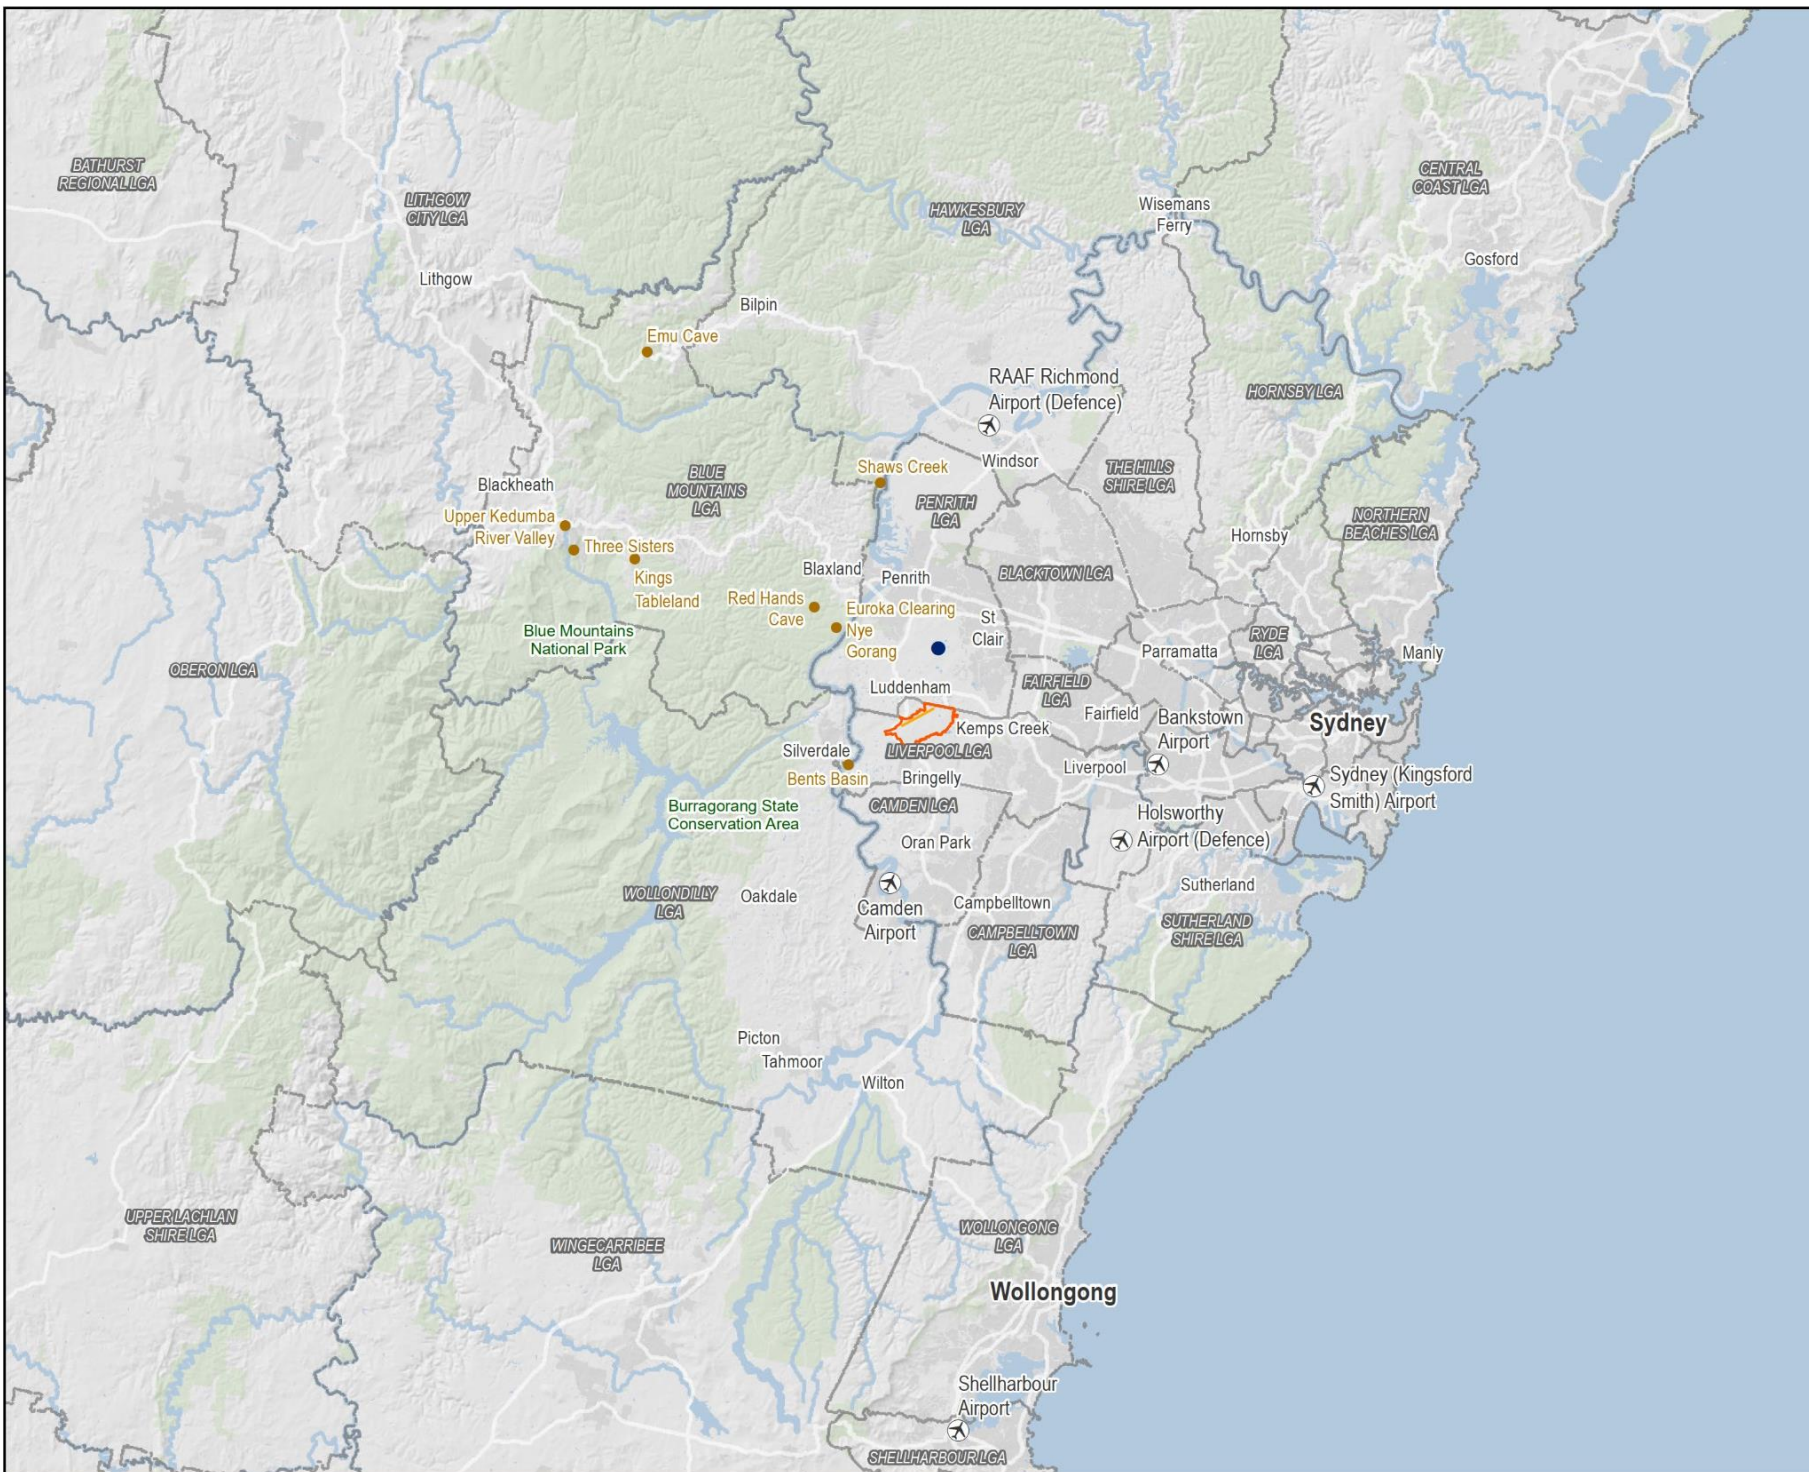 BATHURST
REGIONAL LGA
LITHGOW
CITY LGA
HAWKESBURY
LGA
Wisemans
Ferry
CENTRAL
COAST LGA
Gosford
Lithgow
Bilpin
Emu Cave
RAAF Richmond
Airport (Defence)
HORNSBY LGA
Windsor
Shaws Creek
THE HILLS
SHIRE LGA
BLUE
MOUNTAINS
LGA
Blackheath
PENRITH
LGA
Upper Kedumba
River Valley
Three Sisters
NORTHERN
BEACHES LGA
Hornsby
Kings
Tableland
Blaxland
Penrith
BLACKTOWN LGA
Red Hands
Cave
Euroka Clearing
Nye
Gorang
St
Clair
Blue Mountains
National Park
RYDE
LGA
Parramatta
Manly
OBERON LGA
Luddenham
FAIRFIELD
LGA
Fairfield
Bankstown
Airport
Sydney
Kemps Creek
Silverdale
LIVERPOOL LGA
Liverpool
Bents Basin
Bringelly
Sydney (Kingsford
Smith) Airport
Burragorang State
Conservation Area
CAMDEN LGA
Holsworthy
Airport (Defence)
Oran Park
WOLLONDILLY
LGA
Oakdale
Camden
Airport
Campbelltown
Sutherland
CAMPBELLTOWN
LGA
SUTHERLAND
SHIRE LGA
Picton
Tahmoor
Wilton
UPPER LACHLAN
SHIRE LGA
WINGECARRIBEE
LGA
WOLLONGONG
LGA
Wollongong
Shellharbour
Airport
SHELLHARBOUR LGA